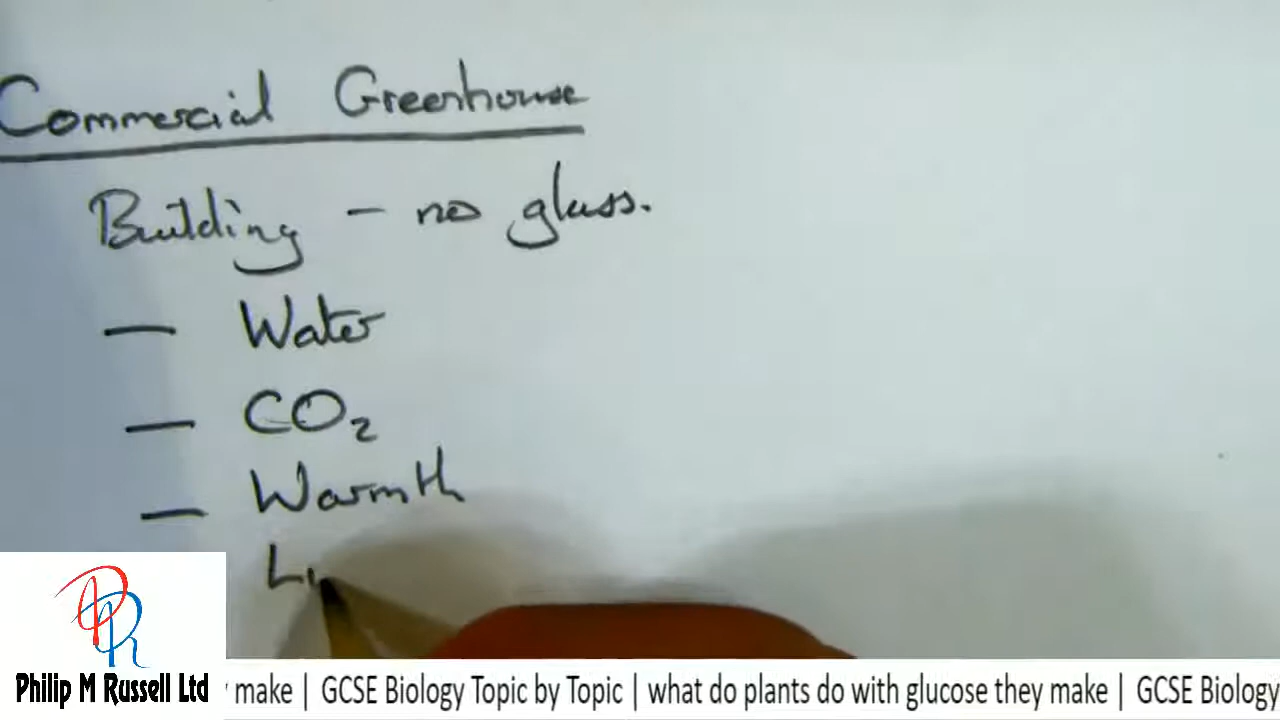 Commercial Greenhouse
Building - no glass.
- Water
- CO₂
- Warmth
Li
Philip M Russell Ltd
y make | GCSE Biology Topic by Topic | what do plants do with glucose they make | GCSE Biology